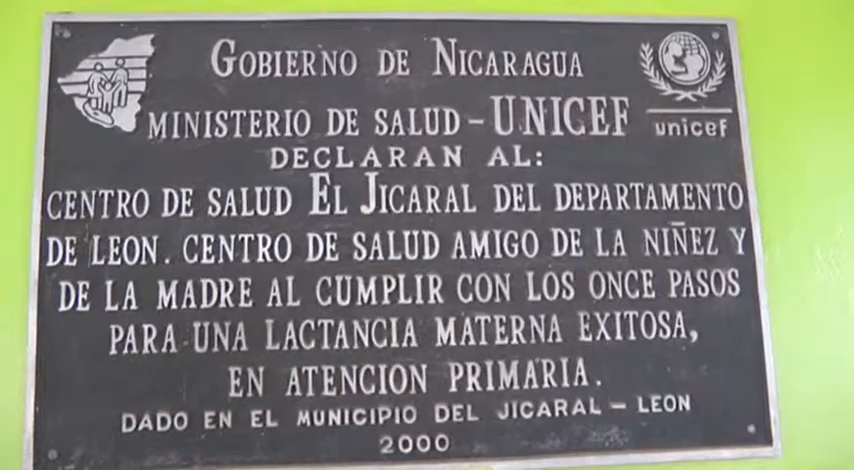 GOBIERNO DE NICARAGUA
MINISTERIO DE SALUD - UNICEF
unicef
DECLARAN AL:
CENTRO DE SALUD EL JICARAL DEL DEPARTAMENTO
DE LEON. CENTRO DE SALUD AMIGO DE LA NIÑEZ Y
DE LA MADRE AL CUMPLIR CON LOS ONCE PASOS
PARA UNA LACTANCIA MATERNA EXITOSA,
EN ATENCION PRIMARIA.
DADO EN EL MUNICIPIO DEL JICARAL - LEON
2000